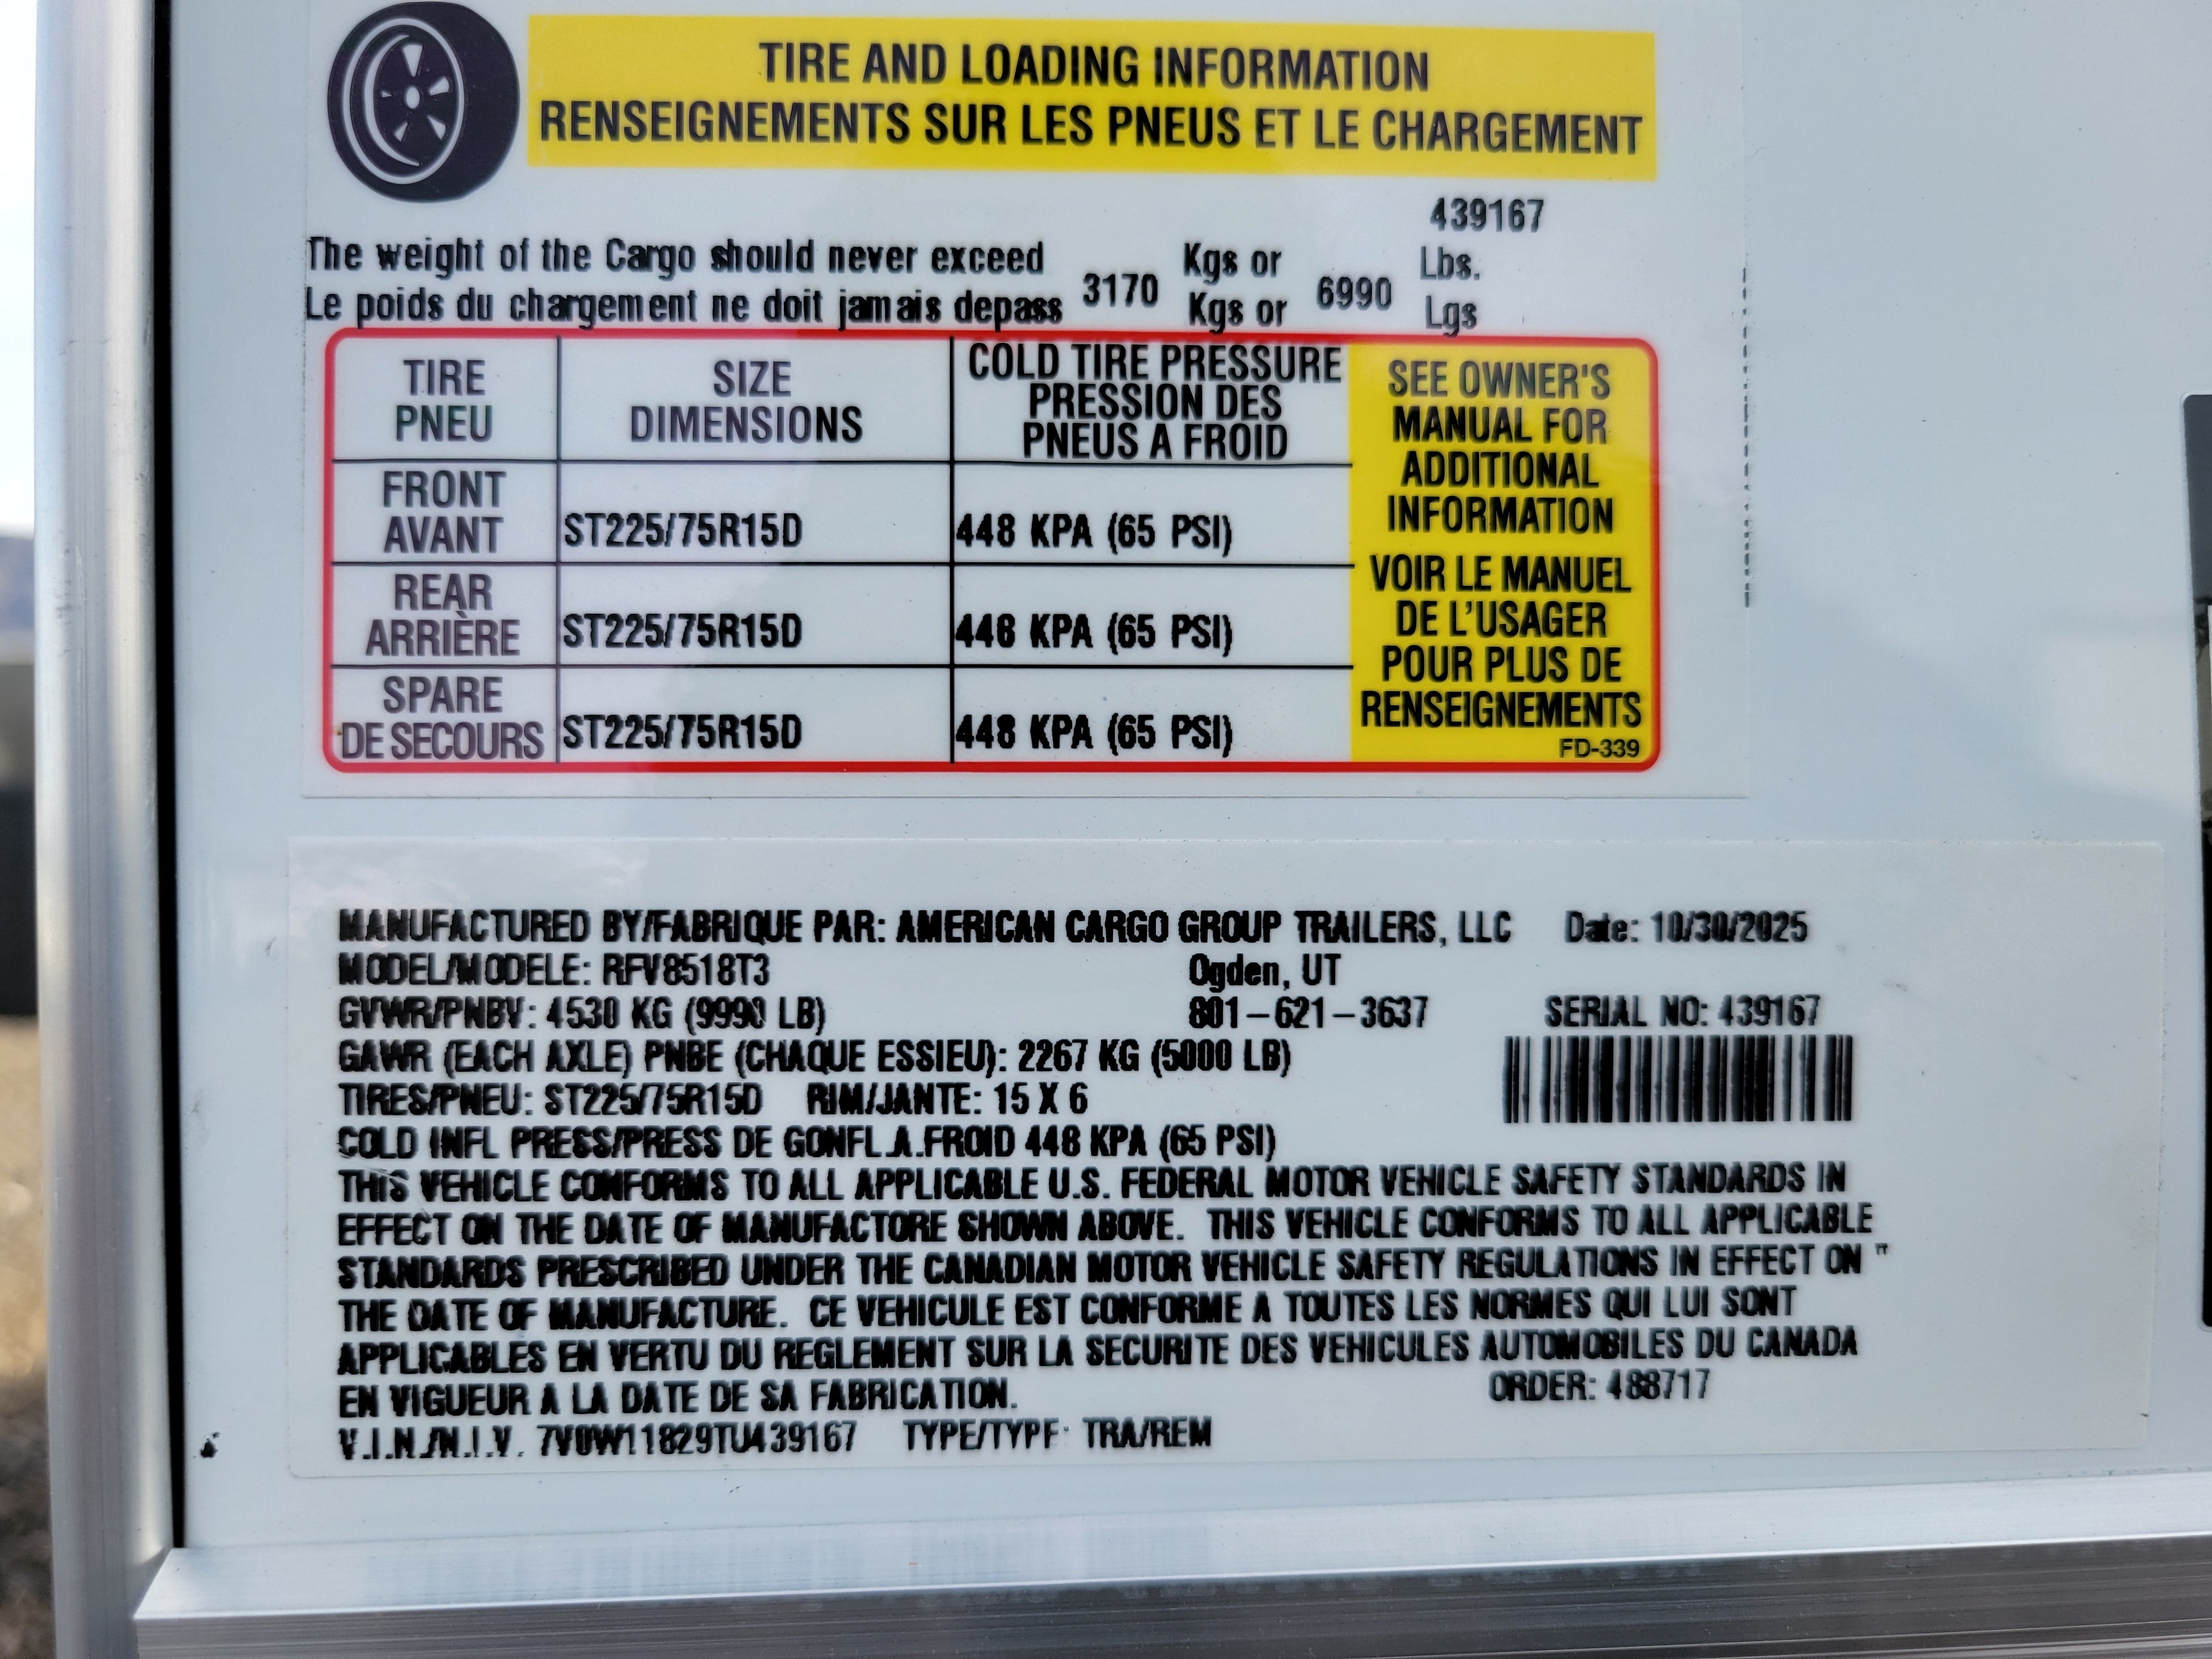 TIRE AND LOADING INFORMATION
RENSEIGNEMENTS SUR LES PNEUS ET LE CHARGEMENT
439167
The weight of the Cargo should never exceed 3170 Kgs or 6990 Lbs.
Le poids du chargement ne doit jamais depass Kgs or Lgs
TIRE PNEU
SIZE DIMENSIONS
COLD TIRE PRESSURE PRESSION DES PNEUS A FROID
FRONT AVANT ST225/75R15D 448 KPA (65 PSI)
REAR ARRIÈRE ST225/75R15D 448 KPA (65 PSI)
SPARE DE SECOURS ST225/75R15D 448 KPA (65 PSI)
SEE OWNER'S
MANUAL FOR
ADDITIONAL
INFORMATION
VOIR LE MANUEL
DE L'USAGER
POUR PLUS DE
RENSEIGNEMENTS
FD-339
MANUFACTURED BY/FABRIQUE PAR: AMERICAN CARGO GROUP TRAILERS, LLC Date: 10/30/2025
MODEL/MODELE: RFV8518T3 Ogden, UT
GVWR/PNBV: 4530 KG (9990 LB) 801-621-3637 SERIAL NO: 439167
GAWR (EACH AXLE) PNBE (CHAQUE ESSIEU): 2267 KG (5000 LB)
TIRES/PNEU: ST225/75R15D RIM/JANTE: 15 X 6
COLD INFL PRESS/PRESS DE GONFL.A.FROID 448 KPA (65 PSI)
THIS VEHICLE CONFORMS TO ALL APPLICABLE U.S. FEDERAL MOTOR VEHICLE SAFETY STANDARDS IN
EFFECT ON THE DATE OF MANUFACTORE SHOWN ABOVE. THIS VEHICLE CONFORMS TO ALL APPLICABLE
STANDARDS PRESCRIBED UNDER THE CANADIAN MOTOR VEHICLE SAFETY REGULATIONS IN EFFECT ON "
THE DATE OF MANUFACTURE. CE VEHICULE EST CONFORME A TOUTES LES NORMES QUI LUI SONT
APPLICABLES EN VERTU DU REGLEMENT SUR LA SECURITE DES VEHICULES AUTOMOBILES DU CANADA
EN VIGUEUR A LA DATE DE SA FABRICATION. ORDER: 488717
V.I.N./N.I.V. 7V0W11829TU439167 TYPE/TYPE: TRA/REM